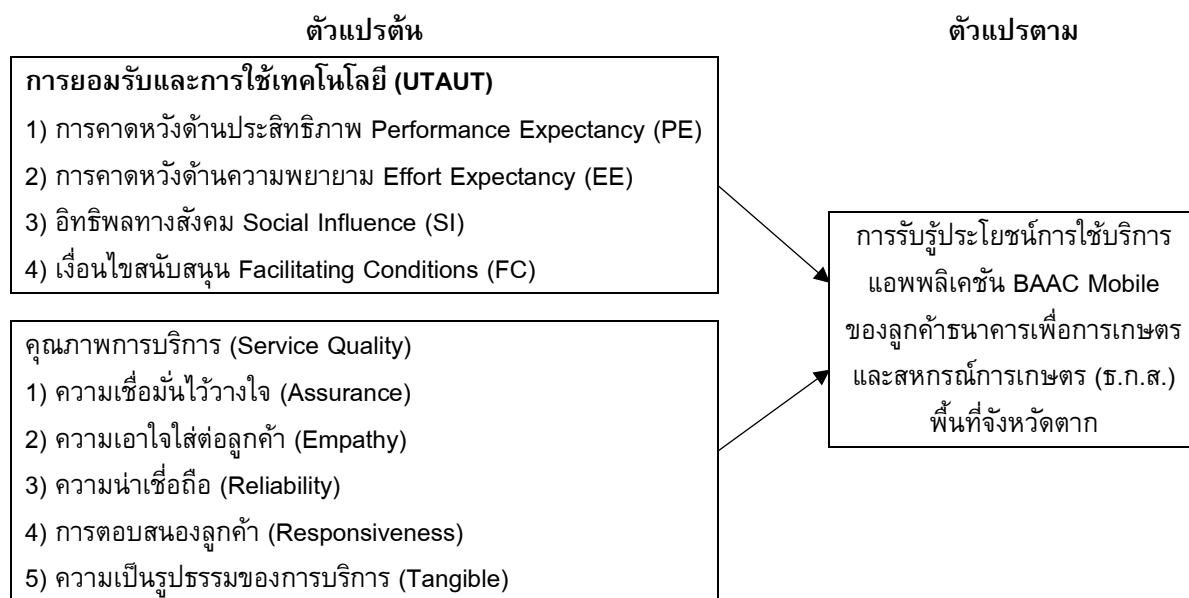 ตัวแปรต้น
ตัวแปรตาม
การยอมรับและการใช้เทคโนโลยี (UTAUT)
1) การคาดหวังด้านประสิทธิภาพ Performance Expectancy (PE)
2) การคาดหวังด้านความพยายาม Effort Expectancy (EE)
3) อิทธิพลทางสังคม Social Influence (SI)
4) เงื่อนไขสนับสนุน Facilitating Conditions (FC)
คุณภาพการบริการ (Service Quality)
1) ความเชื่อมั่นไว้วางใจ (Assurance)
2) ความเอาใจใส่ต่อลูกค้า (Empathy)
3) ความน่าเชื่อถือ (Reliability)
4) การตอบสนองลูกค้า (Responsiveness)
5) ความเป็นรูปธรรมของการบริการ (Tangible)
การรับรู้ประโยชน์การใช้บริการ
แอพพลิเคชัน BAAC Mobile
ของลูกค้าธนาคารเพื่อการเกษตร
และสหกรณ์การเกษตร (ธ.ก.ส.)
พื้นที่จังหวัดตาก